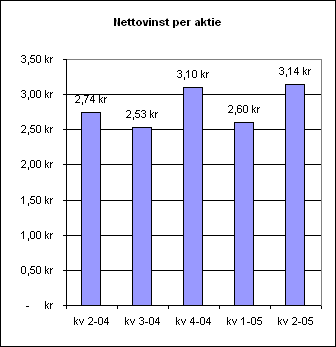 Nettovinst per aktie
3,50 kr
3,00 kr
2,50 kr
2,00 kr
1,50 kr
1,00 kr
0,50 kr
- kr
2,74 kr
2,53 kr
3,10 kr
2,60 kr
3,14 kr
kv 2-04 kv 3-04 kv 4-04 kv 1-05 kv 2-05